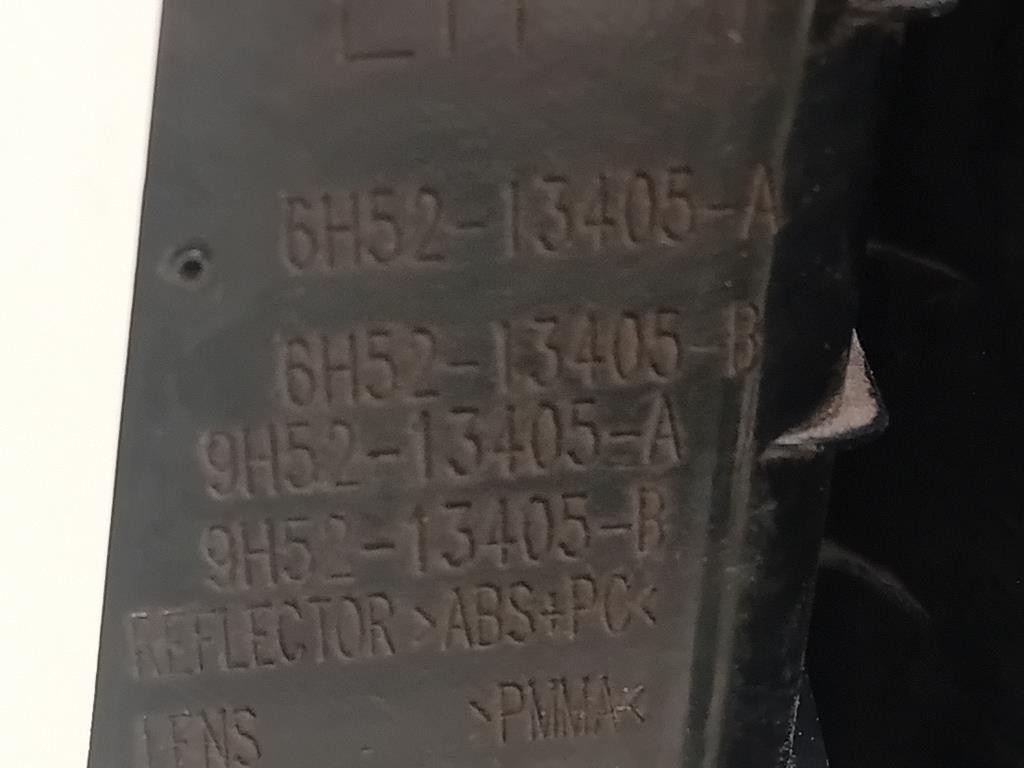 6H52-13405-A
6H52-13405-B
9H52-13405-A
9H52-13405-B
REFLECTOR >ABS+PC<
LENS >PMMA<